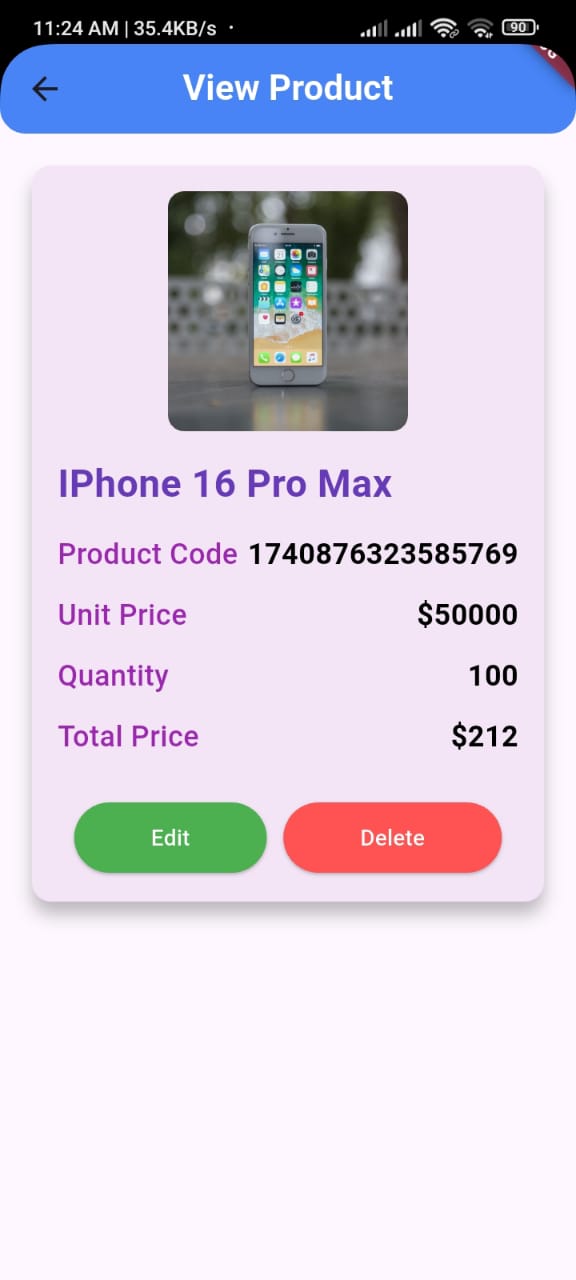 11:24 AM | 35.4KB/s ·
90
View Product
IPhone 16 Pro Max
Product Code 1740876323585769
Unit Price $50000
Quantity 100
Total Price $212
Edit Delete